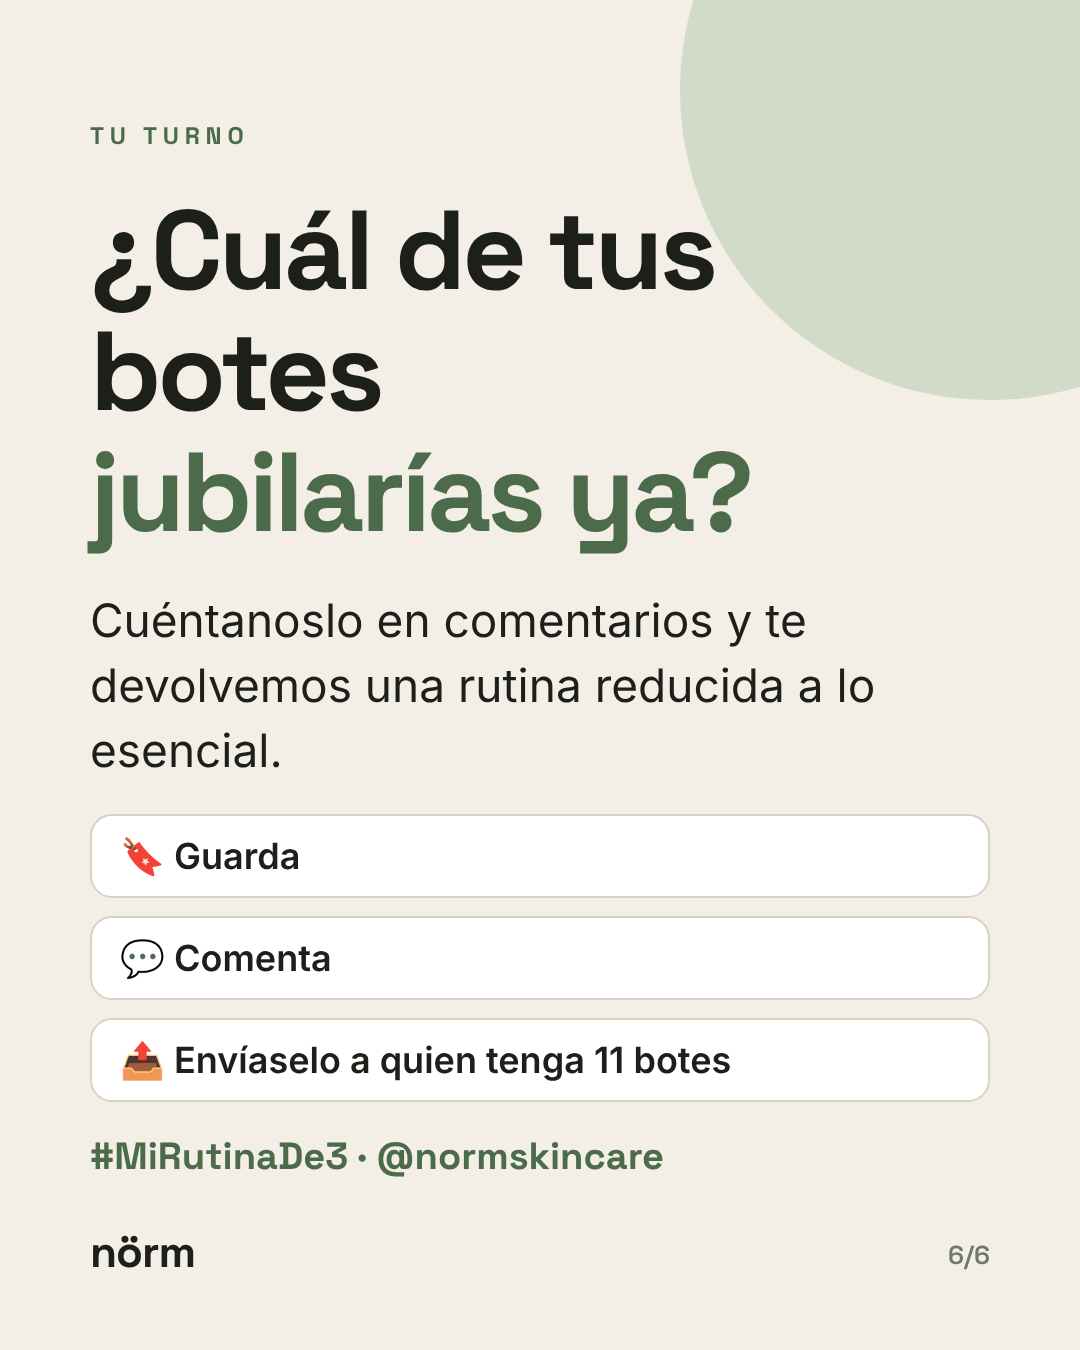 TU TURNO
¿Cuál de tus
botes
jubilarías ya?
Cuéntanoslo en comentarios y te
devolvemos una rutina reducida a lo
esencial.
🔖 Guarda
💬 Comenta
📤 Envíaselo a quien tenga 11 botes
#MiRutinaDe3 · @normskincare
nörm
6/6